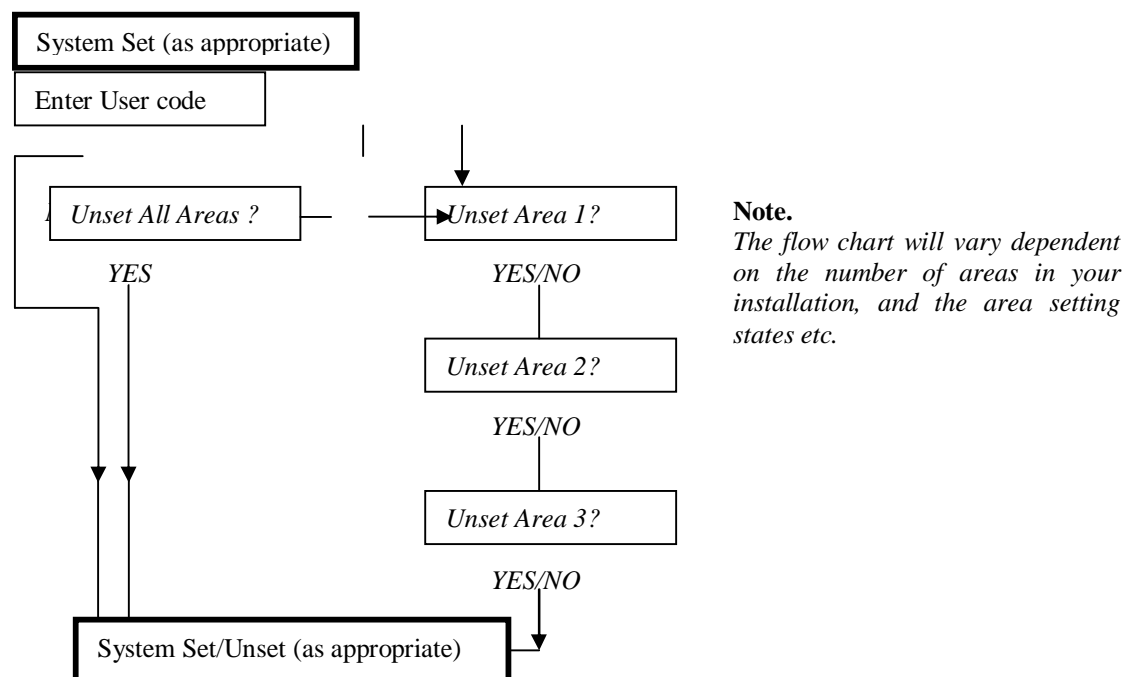 System Set (as appropriate)
Enter User code
Unset All Areas ?
Unset Area 1?
YES
YES/NO
Unset Area 2?
YES/NO
Unset Area 3?
YES/NO
System Set/Unset (as appropriate)
Note.
The flow chart will vary dependent
on the number of areas in your
installation, and the area setting
states etc.